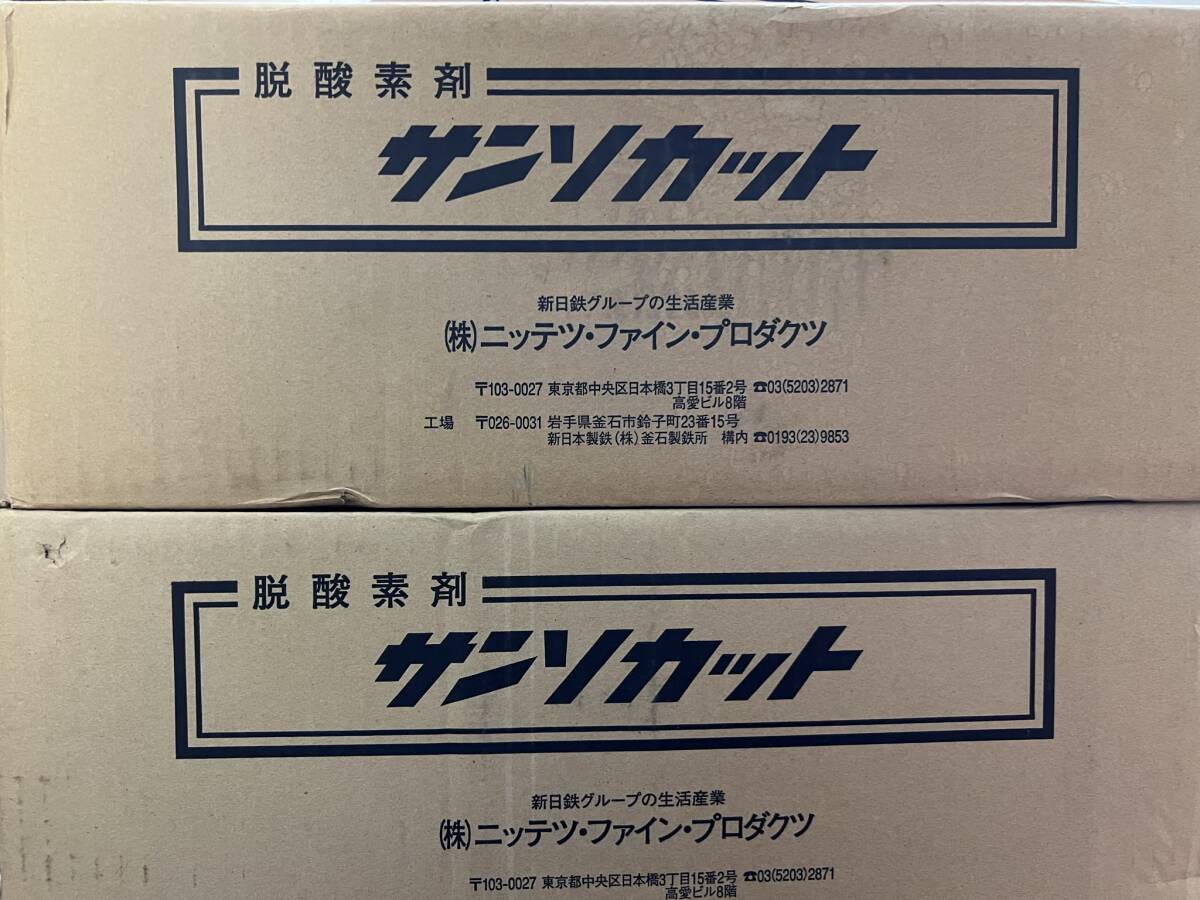 脱酸素剤
サンソカット
新日鉄グループの生活産業
(株)ニッテツ・ファイン・プロダクツ
〒103-0027 東京都中央区日本橋3丁目15番2号 ☎03(5203)2871
高愛ビル8階
工場 〒026-0031 岩手県釜石市鈴子町23番15号
新日本製鉄(株)釜石製鉄所 構内 ☎0193(23)9853
脱酸素剤
サンソカット
新日鉄グループの生活産業
(株)ニッテツ・ファイン・プロダクツ
〒103-0027 東京都中央区日本橋3丁目15番2号 ☎03(5203)2871
高愛ビル8階